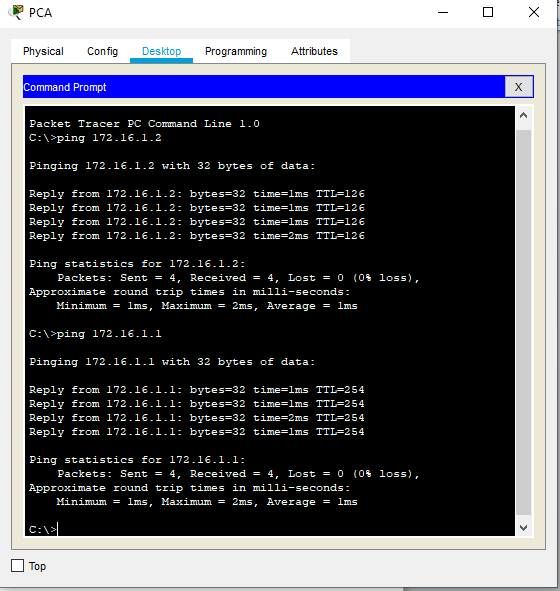 PCA
Physical Config Desktop Programming Attributes
Command Prompt X
Packet Tracer PC Command Line 1.0
C:\>ping 172.16.1.2
Pinging 172.16.1.2 with 32 bytes of data:
Reply from 172.16.1.2: bytes=32 time=1ms TTL=126
Reply from 172.16.1.2: bytes=32 time=1ms TTL=126
Reply from 172.16.1.2: bytes=32 time=1ms TTL=126
Reply from 172.16.1.2: bytes=32 time=2ms TTL=126
Ping statistics for 172.16.1.2:
Packets: Sent = 4, Received = 4, Lost = 0 (0% loss),
Approximate round trip times in milli-seconds:
Minimum = 1ms, Maximum = 2ms, Average = 1ms
C:\>ping 172.16.1.1
Pinging 172.16.1.1 with 32 bytes of data:
Reply from 172.16.1.1: bytes=32 time=1ms TTL=254
Reply from 172.16.1.1: bytes=32 time=1ms TTL=254
Reply from 172.16.1.1: bytes=32 time=2ms TTL=254
Reply from 172.16.1.1: bytes=32 time=1ms TTL=254
Ping statistics for 172.16.1.1:
Packets: Sent = 4, Received = 4, Lost = 0 (0% loss),
Approximate round trip times in milli-seconds:
Minimum = 1ms, Maximum = 2ms, Average = 1ms
C:\>
Top